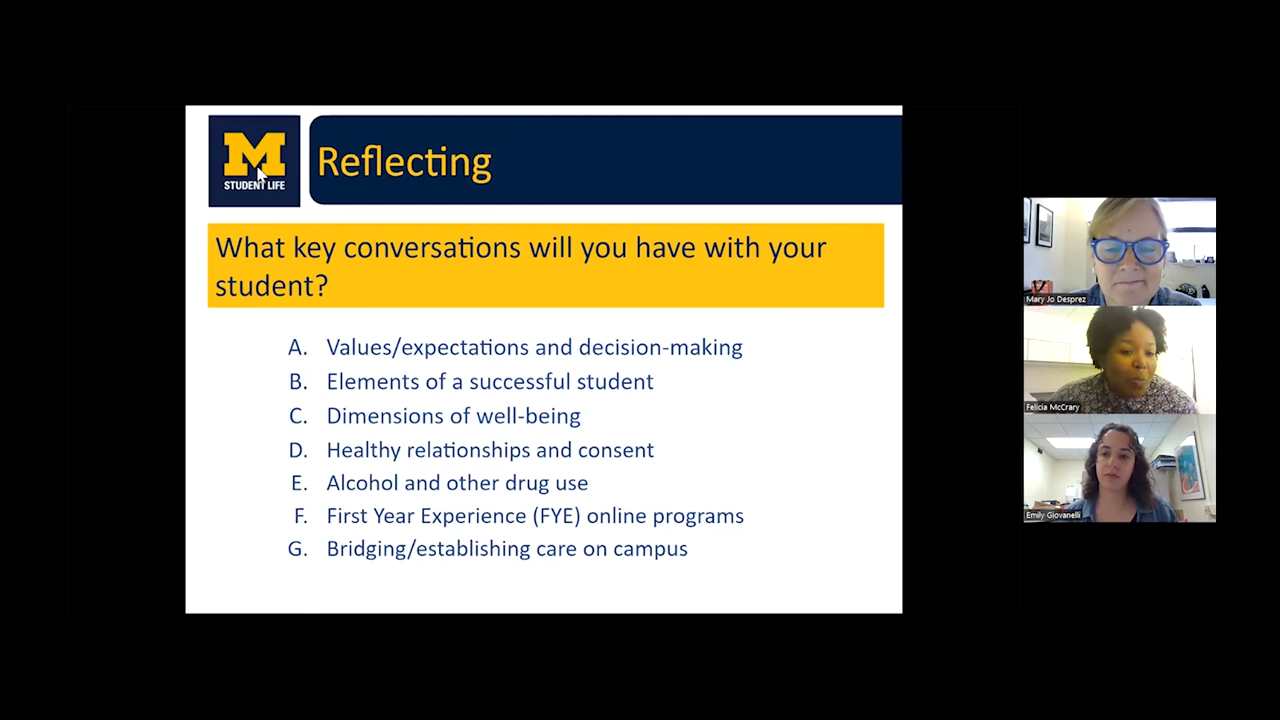 M
STUDENT LIFE
Reflecting
What key conversations will you have with your
student?
A. Values/expectations and decision-making
B. Elements of a successful student
C. Dimensions of well-being
D. Healthy relationships and consent
E. Alcohol and other drug use
F. First Year Experience (FYE) online programs
G. Bridging/establishing care on campus
Mary Jo Desprez
Felicia McCrary
Emily Giovanelli